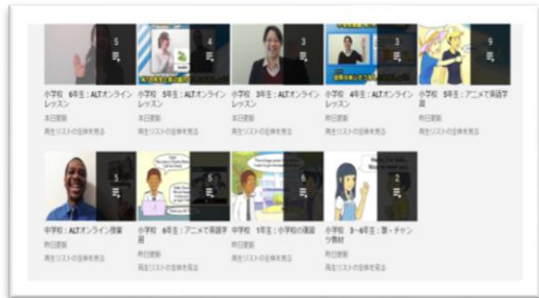 5
4
3
3
9
小学校 6年生：ALTオンライン
レッスン
本日更新
再生リストの全体を見る
小学校 5年生：ALTオンライン
レッスン
本日更新
再生リストの全体を見る
小学校 3年生：ALTオンライン
レッスン
本日更新
再生リストの全体を見る
小学校 4年生：ALTオンライン
レッスン
昨日更新
再生リストの全体を見る
小学校 5年生：アニメで英語学
習
昨日更新
再生リストの全体を見る
5
6
6
2
中学校：ALTオンライン授業
昨日更新
再生リストの全体を見る
小学校 6年生：アニメで英語学
習
昨日更新
再生リストの全体を見る
中学校 1年生：小学校の復習
昨日更新
再生リストの全体を見る
小学校 3~6年生：歌・チャン
ツ教材
昨日更新
再生リストの全体を見る